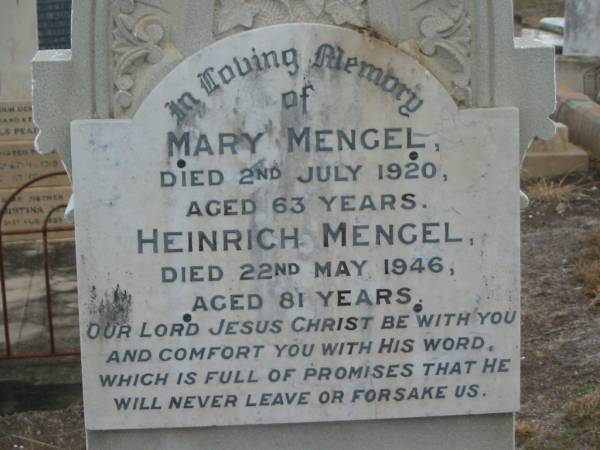 In Loving Memory
of
MARY MENGEL,
DIED 2ND JULY 1920,
AGED 63 YEARS.
HEINRICH MENGEL,
DIED 22ND MAY 1946,
AGED 81 YEARS.
OUR LORD JESUS CHRIST BE WITH YOU
AND COMFORT YOU WITH HIS WORD,
WHICH IS FULL OF PROMISES THAT HE
WILL NEVER LEAVE OR FORSAKE US.